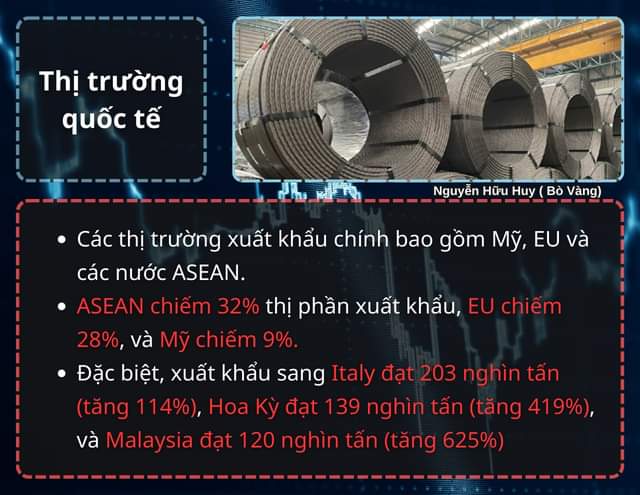 Thị trường
quốc tế
Nguyễn Hữu Huy ( Bò Vàng)
• Các thị trường xuất khẩu chính bao gồm Mỹ, EU và
các nước ASEAN.
• ASEAN chiếm 32% thị phần xuất khẩu, EU chiếm
28%, và Mỹ chiếm 9%.
• Đặc biệt, xuất khẩu sang Italy đạt 203 nghìn tấn
(tăng 114%), Hoa Kỳ đạt 139 nghìn tấn (tăng 419%),
và Malaysia đạt 120 nghìn tấn (tăng 625%)